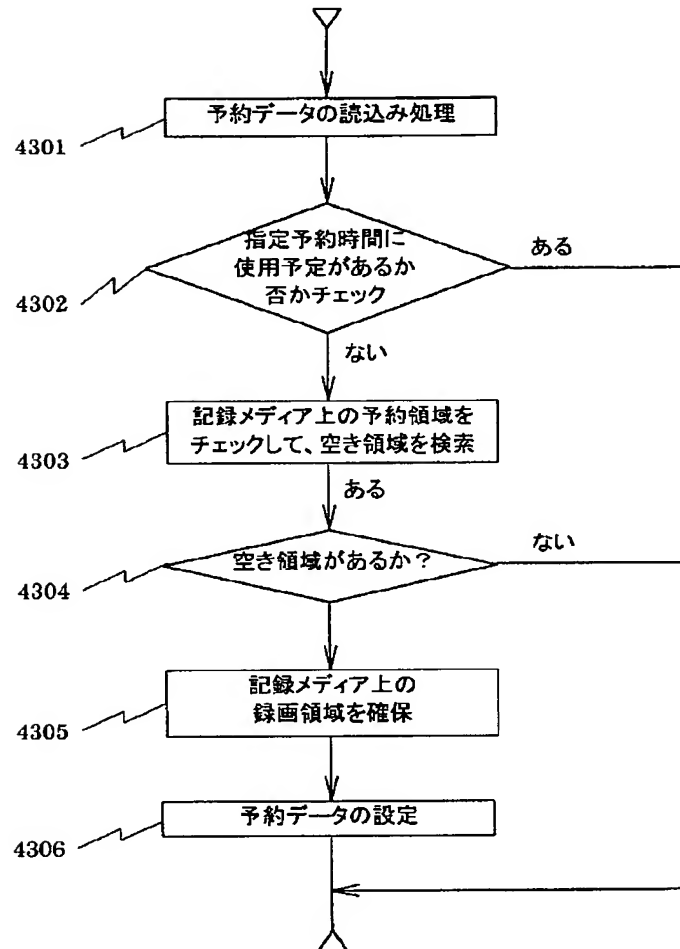 4301
予約データの読込み処理
4302
指定予約時間に
使用予定があるか
否かチェック
ある
ない
4303
記録メディア上の予約領域を
チェックして、空き領域を検索
ある
4304
空き領域があるか？
ない
4305
記録メディア上の
録画領域を確保
4306
予約データの設定